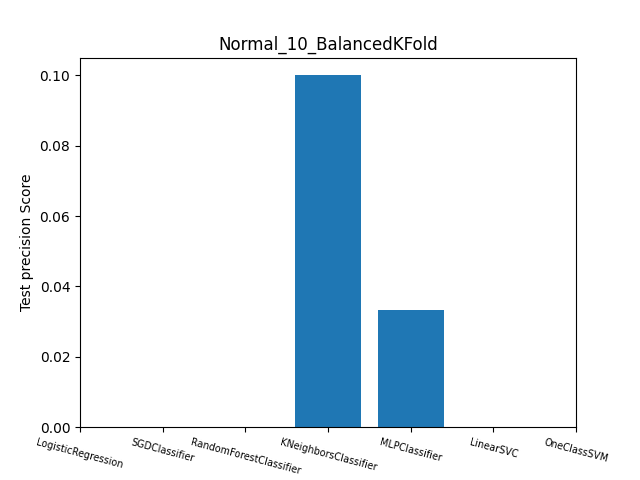 Normal_10_BalancedKFold
Test precision Score
0.10
0.08
0.06
0.04
0.02
0.00
LogisticRegression
SGDClassifier
RandomForestClassifier
KNeighborsClassifier
MLPClassifier
LinearSVC
OneClassSVM